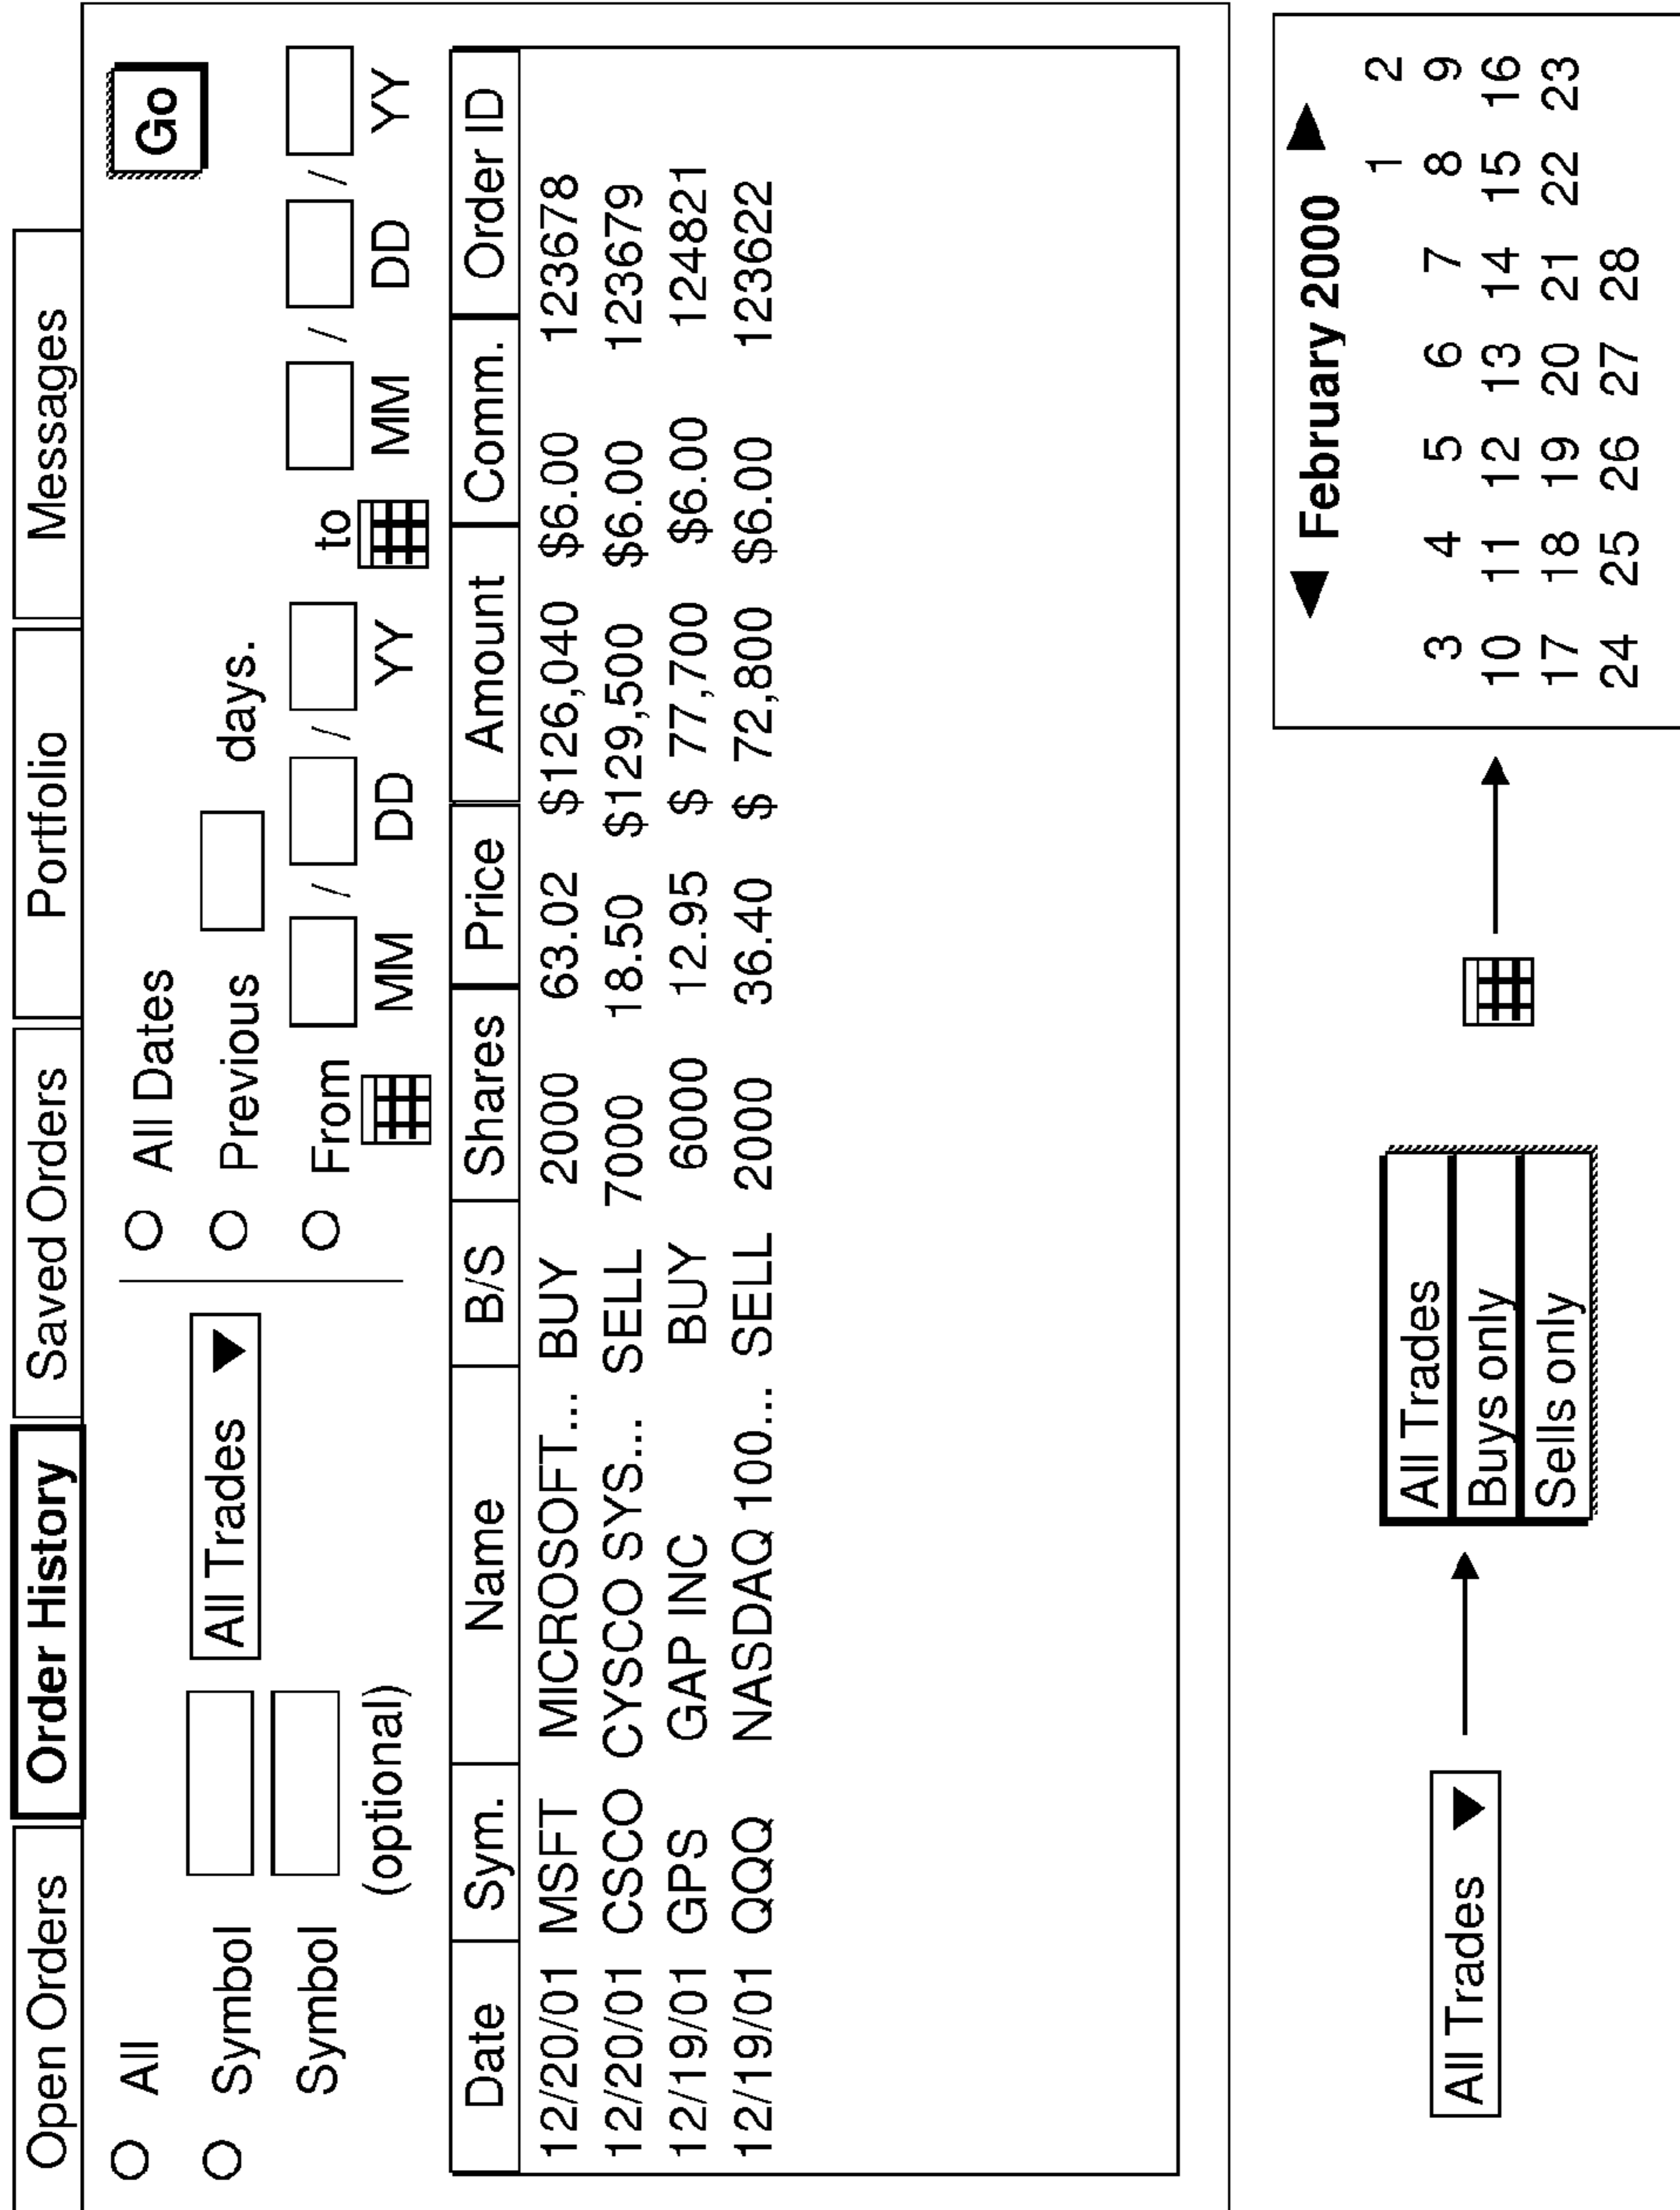 Open Orders Order History Saved Orders Portfolio Messages
All All Dates Go
Symbol All Trades Previous days.
Symbol From / / to / /
(optional) MM DD YY MM DD YY
Date Sym. Name B/S Shares Price Amount Comm. Order ID
12/20/01 MSFT MICROSOFT... BUY 2000 63.02 $126,040 $6.00 123678
12/20/01 CSCO CYSCO SYS... SELL 7000 18.50 $129,500 $6.00 123679
12/19/01 GPS GAP INC BUY 6000 12.95 $ 77,700 $6.00 124821
12/19/01 QQQ NASDAQ 100... SELL 2000 36.40 $ 72,800 $6.00 123622
All Trades
All Trades
Buys only
Sells only
February 2000
1 2
3 4 5 6 7 8 9
10 11 12 13 14 15 16
17 18 19 20 21 22 23
24 25 26 27 28